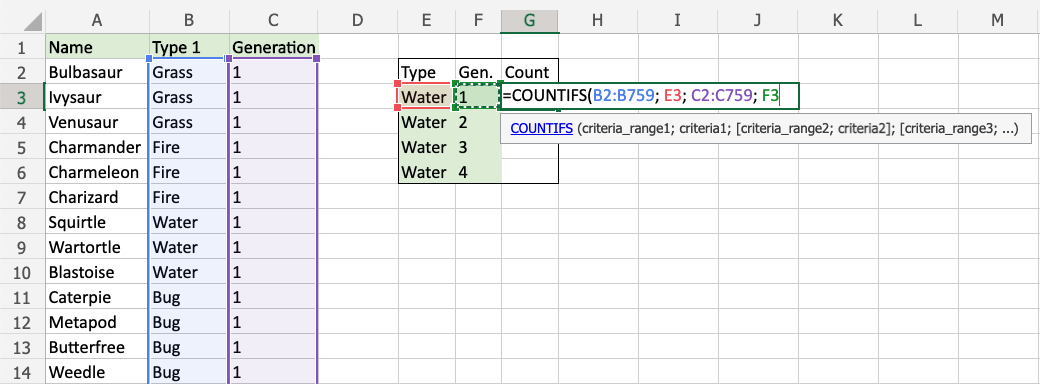 A B C D E F G H I J K L M
1 Name Type 1 Generation
2 Bulbasaur Grass 1 Type Gen. Count
3 Ivysaur Grass 1 Water 1 =COUNTIFS(B2:B759; E3; C2:C759; F3
4 Venusaur Grass 1 Water 2 COUNTIFS (criteria_range1; criteria1; [criteria_range2; criteria2]; [criteria_range3; ...)
5 Charmander Fire 1 Water 3
6 Charmeleon Fire 1 Water 4
7 Charizard Fire 1
8 Squirtle Water 1
9 Wartortle Water 1
10 Blastoise Water 1
11 Caterpie Bug 1
12 Metapod Bug 1
13 Butterfree Bug 1
14 Weedle Bug 1